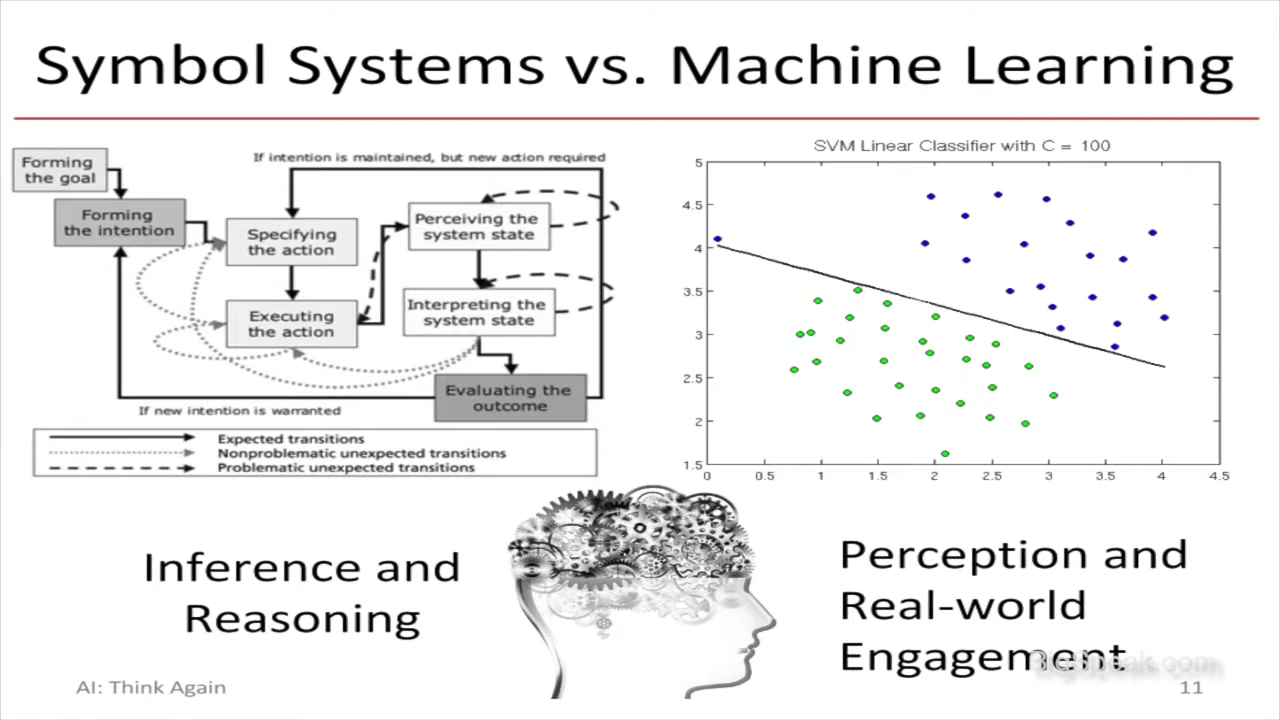 Symbol Systems vs. Machine Learning
Forming
the goal
Forming
the intention
If intention is maintained, but new action required
Specifying
the action
Executing
the action
Perceiving the
system state
Interpreting the
system state
Evaluating the
outcome
If new intention is warranted
Expected transitions
Nonproblematic unexpected transitions
Problematic unexpected transitions
SVM Linear Classifier with C = 100
5
4.5
4
3.5
3
2.5
2
1.5
0 0.5 1 1.5 2 2.5 3 3.5 4 4.5
Inference and
Reasoning
Perception and
Real-world
Engagement
BigSpeak.com
AI: Think Again
11